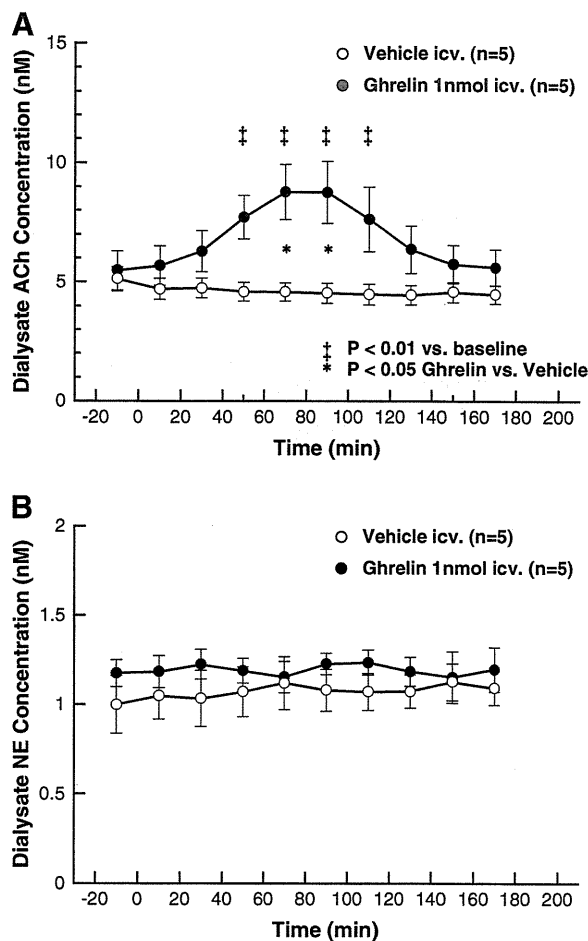 A
Dialysate ACh Concentration (nM)
15
10
5
0
Vehicle icv. (n=5)
Ghrelin 1nmol icv. (n=5)
‡ ‡ ‡ ‡
* *
‡ P < 0.01 vs. baseline
* P < 0.05 Ghrelin vs. Vehicle
-20 0 20 40 60 80 100 120 140 160 180 200
Time (min)
B
Dialysate NE Concentration (nM)
2
1.5
1
0.5
0
Vehicle icv. (n=5)
Ghrelin 1nmol icv. (n=5)
-20 0 20 40 60 80 100 120 140 160 180 200
Time (min)